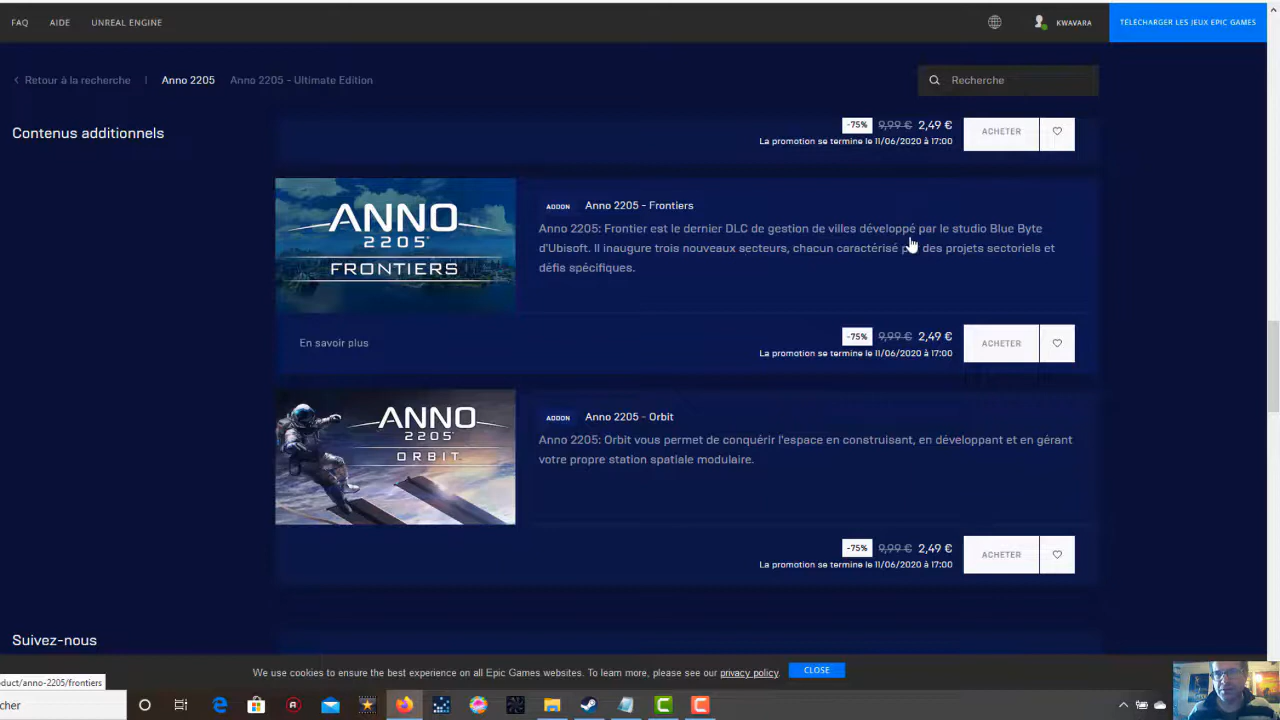 FAQ
AIDE
UNREAL ENGINE
KWAVARA
TÉLÉCHARGER LES JEUX EPIC GAMES
Retour à la recherche
Anno 2205
Anno 2205 - Ultimate Edition
Recherche
Contenus additionnels
-75% 9,99 € 2,49 €
La promotion se termine le 11/06/2020 à 17:00
ACHETER
ANNO
2205
FRONTIERS
ADDON Anno 2205 - Frontiers
Anno 2205: Frontier est le dernier DLC de gestion de villes développé par le studio Blue Byte
d'Ubisoft. Il inaugure trois nouveaux secteurs, chacun caractérisé par des projets sectoriels et
défis spécifiques.
En savoir plus
-75% 9,99 € 2,49 €
La promotion se termine le 11/06/2020 à 17:00
ACHETER
ANNO
2205
ORBIT
ADDON Anno 2205 - Orbit
Anno 2205: Orbit vous permet de conquérir l'espace en construisant, en développant et en gérant
votre propre station spatiale modulaire.
-75% 9,99 € 2,49 €
La promotion se termine le 11/06/2020 à 17:00
ACHETER
Suivez-nous
We use cookies to ensure the best experience on all Epic Games websites. To learn more, please see our privacy policy.
CLOSE
duct/anno-2205/frontiers
cher